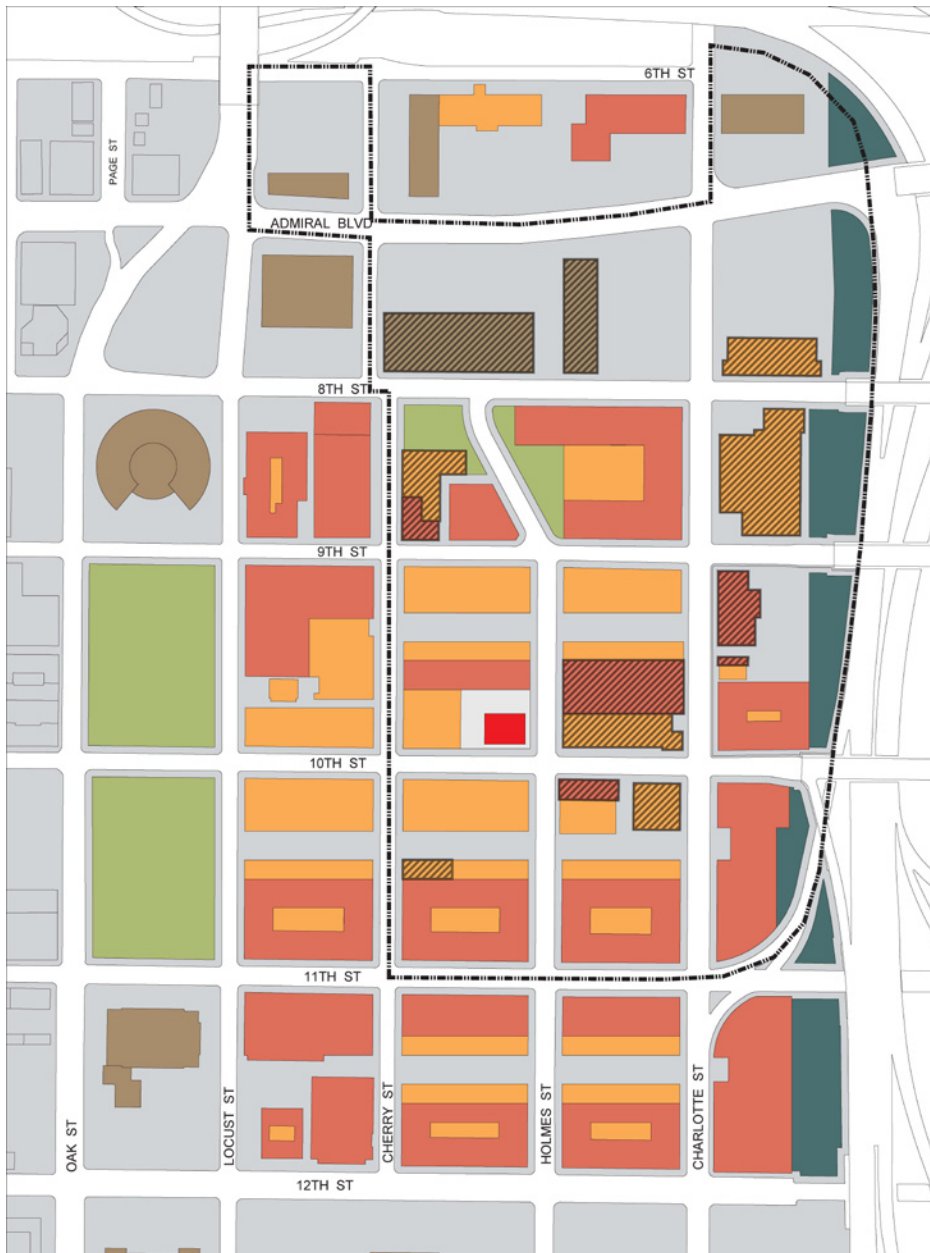 6TH ST
PAGE ST
ADMIRAL BLVD
8TH ST
9TH ST
10TH ST
11TH ST
OAK ST
LOCUST ST
CHERRY ST
HOLMES ST
CHARLOTTE ST
12TH ST